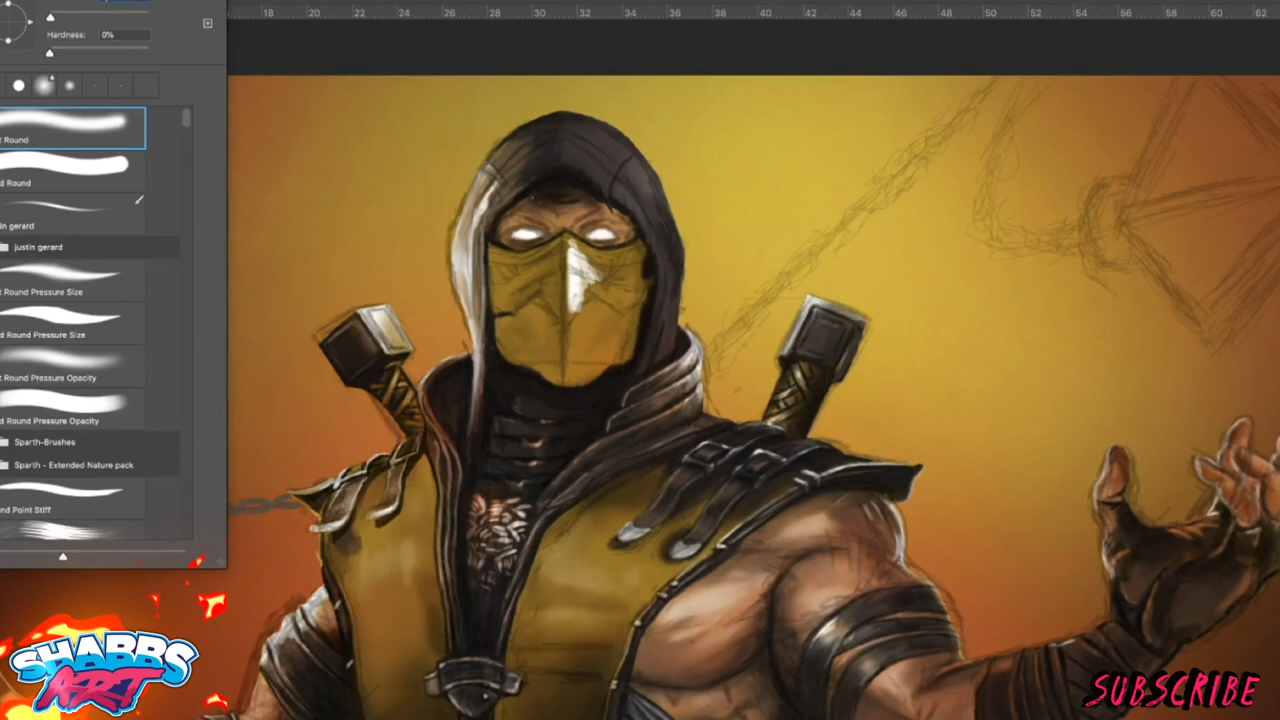 18 20 22 24 26 28 30 32 34 36 38 40 42 44 46 48 50 52 54 56 58 60 62
Hardness: 0%
Round
Round
gerard
justin gerard
Round Pressure Size
Round Pressure Size
Round Pressure Opacity
Round Pressure Opacity
Sparth-Brushes
Sparth - Extended Nature pack
Point Stiff
SHABBS
ART
SUBSCRIBE